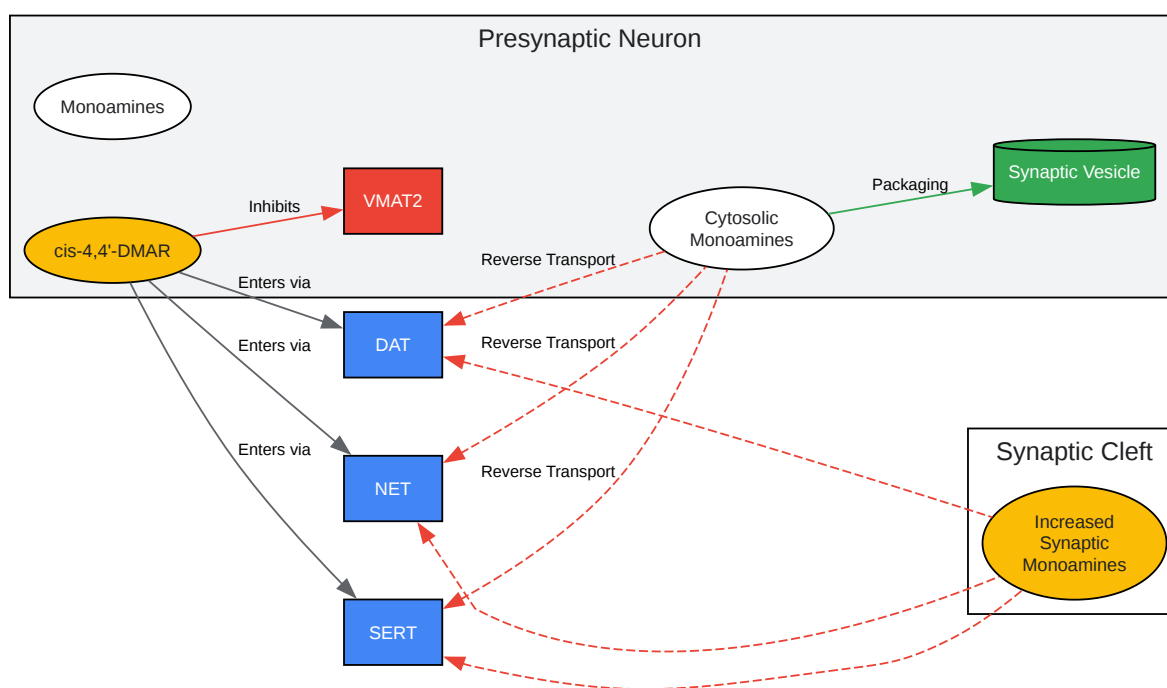 Presynaptic Neuron
Monoamines
Synaptic Vesicle
Packaging
VMAT2
Inhibits
Cytosolic
Monoamines
cis-4,4'-DMAR
Reverse Transport
Enters via
DAT
Reverse Transport
Enters via
Enters via
Synaptic Cleft
Reverse Transport
NET
Increased
Synaptic
Monoamines
SERT